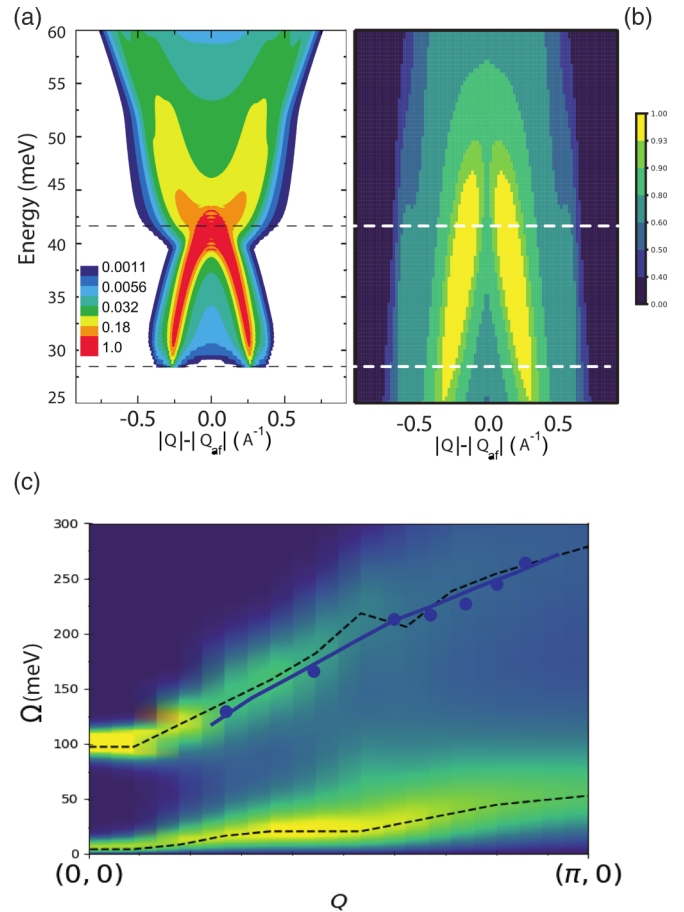 (a)
60
55
50
45
40
35
30
25
Energy (meV)
0.0011
0.0056
0.032
0.18
1.0
-0.5 0.0 0.5
|Q|-|Q_af| (A⁻¹)
(b)
1.00
0.93
0.90
0.80
0.60
0.40
0.00
-0.5 0.0 0.5
|Q|-|Q_af| (A⁻¹)
(c)
300
250
200
150
100
50
0
Ω (meV)
(0, 0) (π, 0)
Q